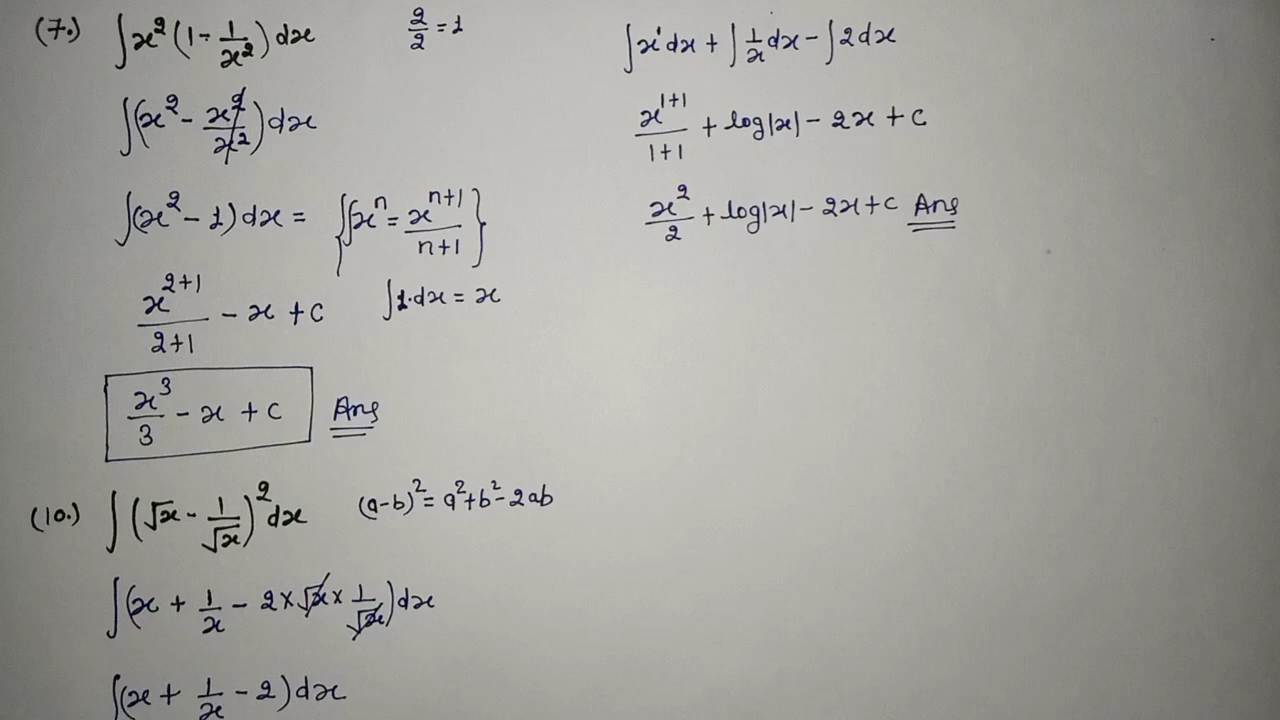 (7.) ∫x²(1 - 1/x²)dx    2/2 = 1
∫(x² - x²/x²)dx
∫(x² - 1)dx = {∫xⁿ = xⁿ⁺¹/n+1}
x²⁺¹/2+1 - x + c    ∫1·dx = x
x³/3 - x + c    Ans
(10.) ∫(√x - 1/√x)²dx    (a-b)² = a²+b²-2ab
∫(x + 1/x - 2×√x×1/√x)dx
∫(x + 1/x - 2)dx
∫x¹dx + ∫1/x dx - ∫2dx
x¹⁺¹/1+1 + log|x| - 2x + c
x²/2 + log|x| - 2x + c Ans